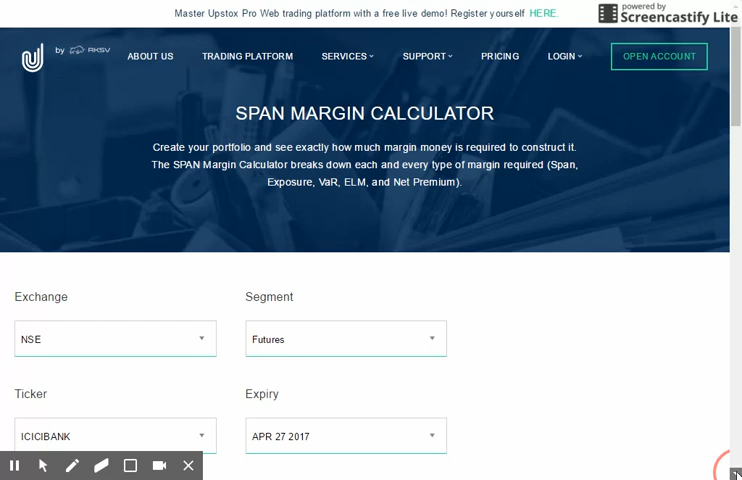 Master Upstox Pro Web trading platform with a free live demo! Register yourself HERE.
powered by
Screencastify Lite
by RKSV
ABOUT US
TRADING PLATFORM
SERVICES
SUPPORT
PRICING
LOGIN
OPEN ACCOUNT
SPAN MARGIN CALCULATOR
Create your portfolio and see exactly how much margin money is required to construct it.
The SPAN Margin Calculator breaks down each and every type of margin required (Span,
Exposure, VaR, ELM, and Net Premium).
Exchange
Segment
NSE
Futures
Ticker
Expiry
ICICIBANK
APR 27 2017